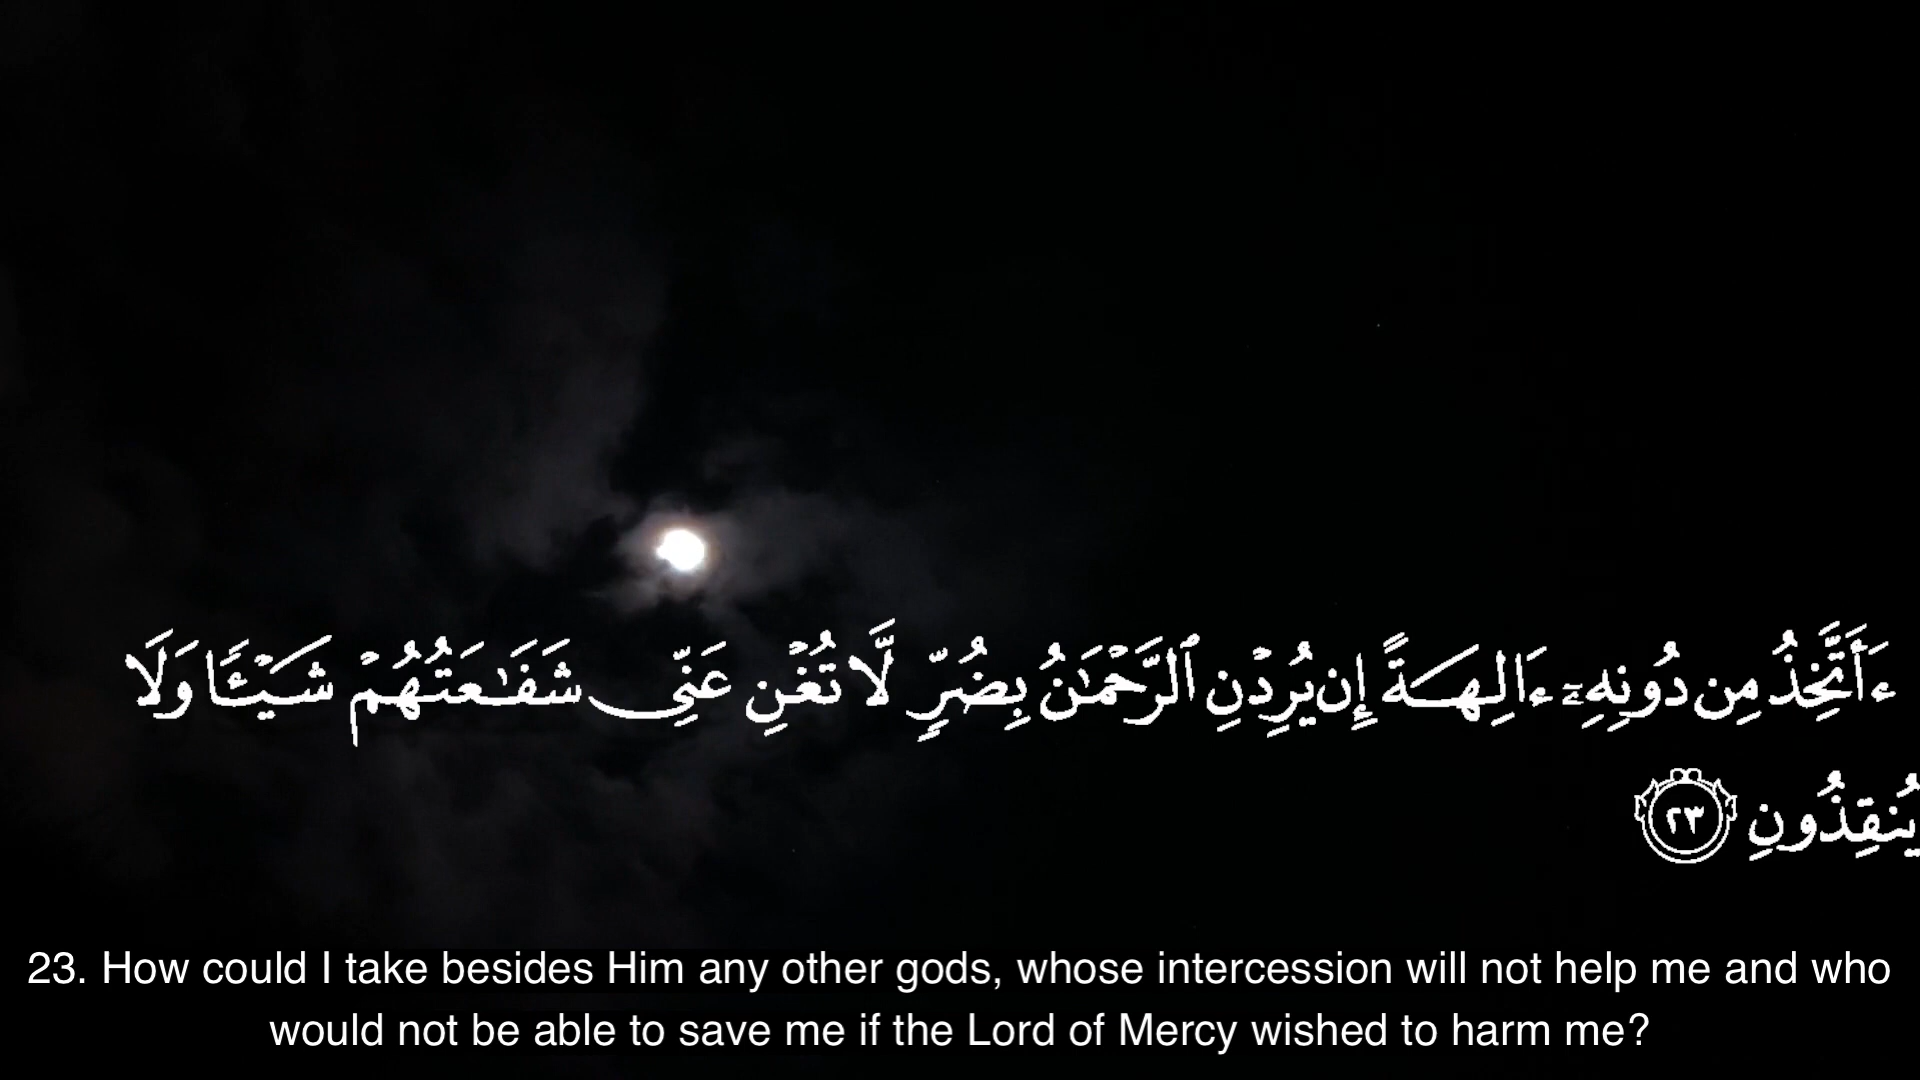 ءَأَتَّخِذُ مِن دُونِهِۦٓ ءَالِهَةً إِن يُرِدْنِ ٱلرَّحْمَـٰنُ بِضُرٍّ لَّا تُغْنِ عَنِّى شَفَـٰعَتُهُمْ شَيْـًٔا وَلَا
يُنقِذُونِ ٢٣
23. How could I take besides Him any other gods, whose intercession will not help me and who
would not be able to save me if the Lord of Mercy wished to harm me?